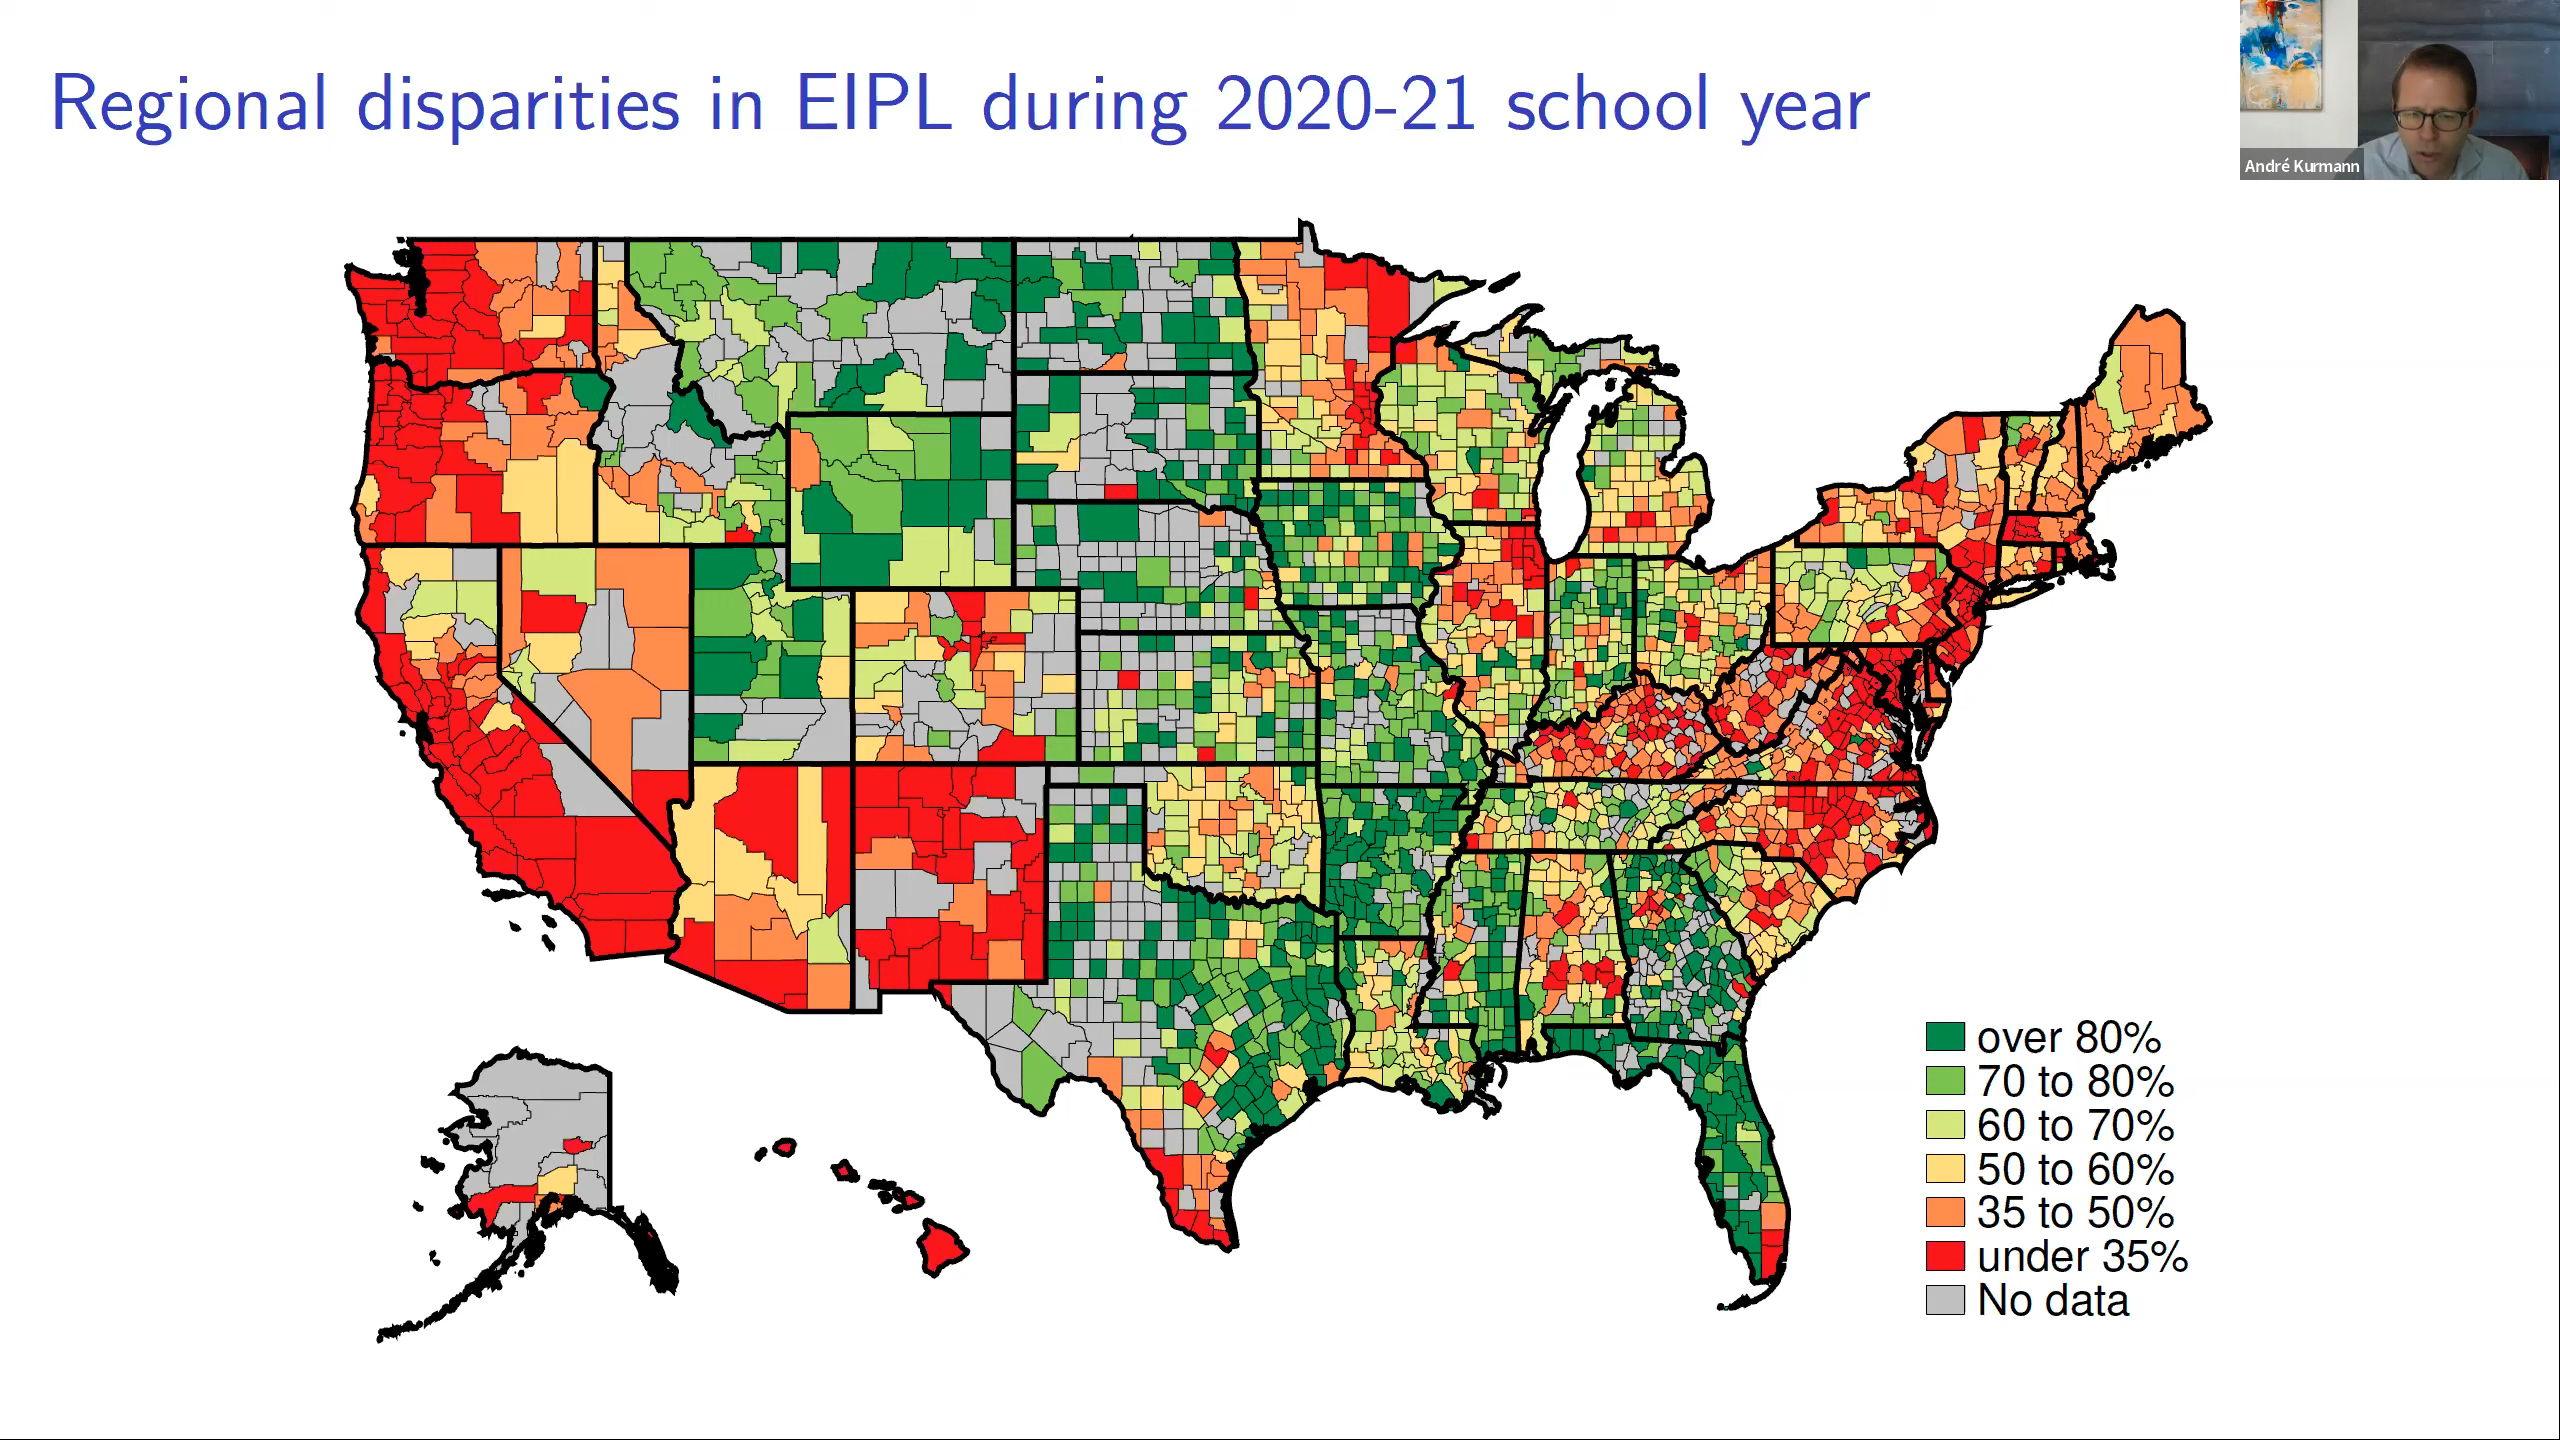 Regional disparities in EIPL during 2020-21 school year
André Kurmann
over 80%
70 to 80%
60 to 70%
50 to 60%
35 to 50%
under 35%
No data